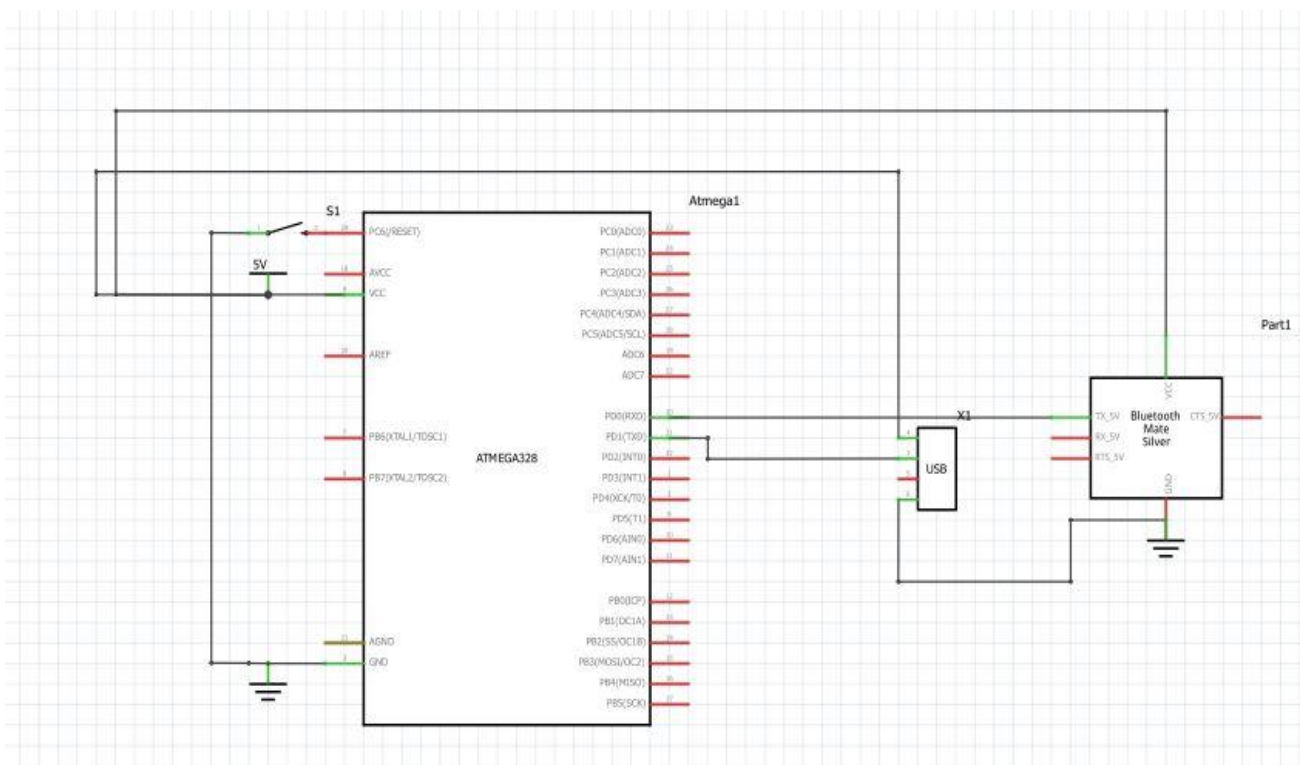 Atmega1
S1
PC6(/RESET)
5V
AVCC
VCC
AREF
PB6(XTAL1/TOSC1)
PB7(XTAL2/TOSC2)
AGND
GND
ATMEGA328
PC0(ADC0)
PC1(ADC1)
PC2(ADC2)
PC3(ADC3)
PC4(ADC4/SDA)
PC5(ADC5/SCL)
ADC6
ADC7
PD0(RXD)
PD1(TXD)
PD2(INT0)
PD3(INT1)
PD4(XCK/T0)
PD5(T1)
PD6(AIN0)
PD7(AIN1)
PB0(ICP)
PB1(OC1A)
PB2(SS/OC1B)
PB3(MOSI/OC2)
PB4(MISO)
PB5(SCK)
X1
USB
Part1
VCC
TX_5V
RX_5V
RTS_5V
Bluetooth
Mate
Silver
CTS_5V
GND